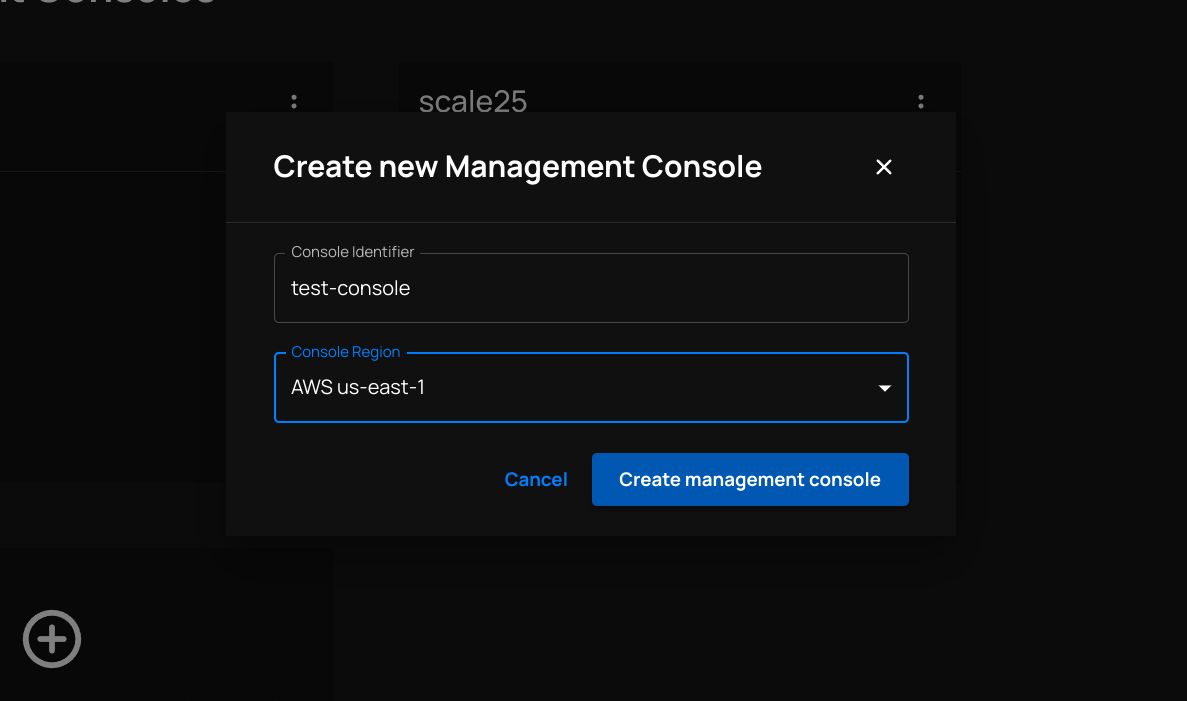 Consoles
scale25
Create new Management Console
Console Identifier
test-console
Console Region
AWS us-east-1
Cancel
Create management console